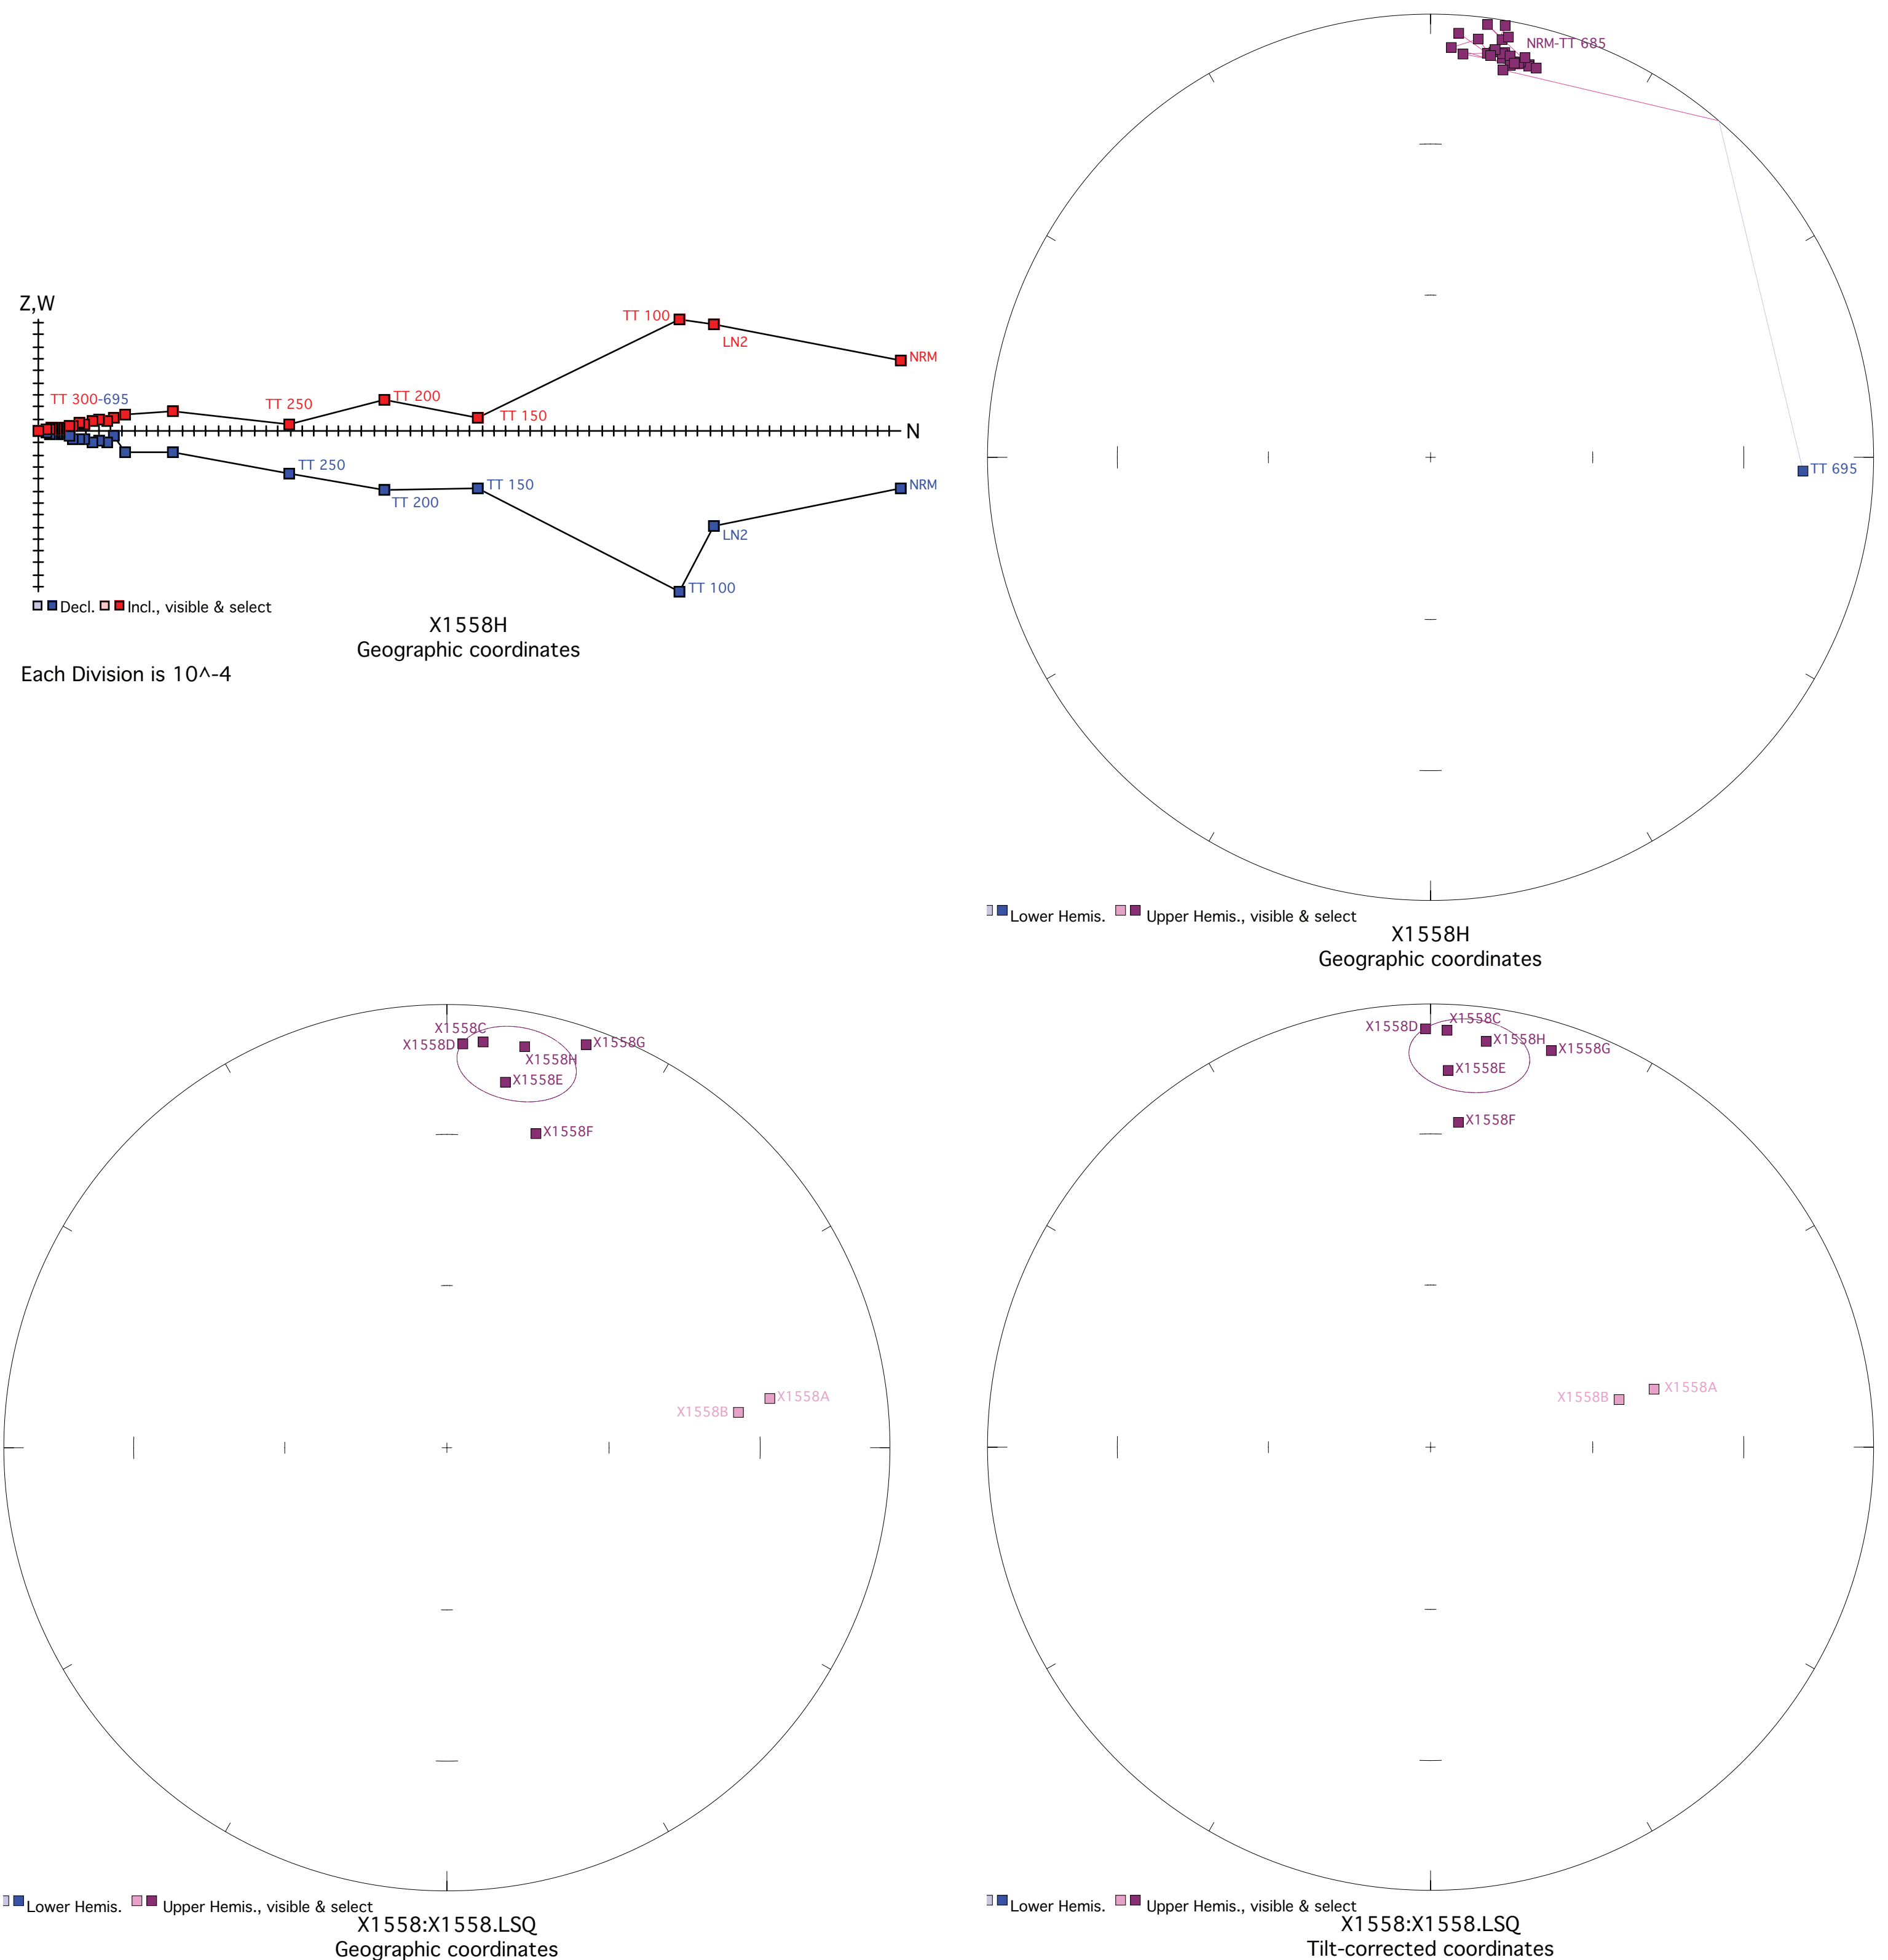 Z,W
TT 100
LN2
NRM
TT 300-695
TT 250
TT 200
TT 150
N
TT 250
TT 200
TT 150
NRM
LN2
TT 100
Decl. Incl., visible & select
X1558H
Geographic coordinates
Each Division is 10^-4
NRM-TT 685
TT 695
Lower Hemis. Upper Hemis., visible & select
X1558H
Geographic coordinates
X1558C
X1558D
X1558G
X1558H
X1558E
X1558F
X1558A
X1558B
Lower Hemis. Upper Hemis., visible & select
X1558:X1558.LSQ
Geographic coordinates
X1558C
X1558D
X1558H
X1558G
X1558E
X1558F
X1558A
X1558B
Lower Hemis. Upper Hemis., visible & select
X1558:X1558.LSQ
Tilt-corrected coordinates